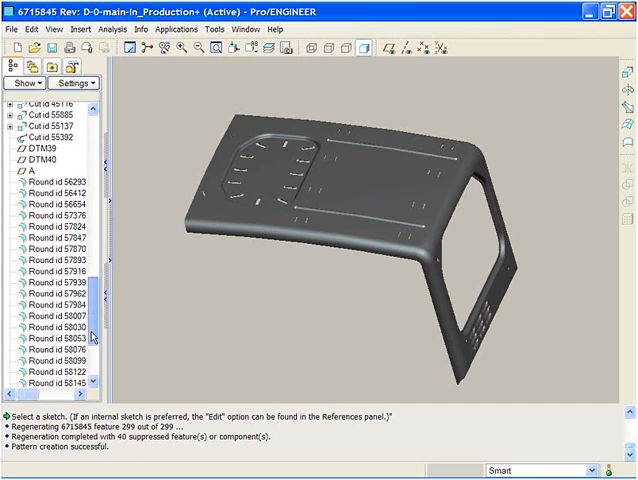 6715845 Rev: D-0-main-in_Production+ (Active) - Pro/ENGINEER
File Edit View Insert Analysis Info Applications Tools Window Help
Show Settings
Cut id 45116
Cut id 55885
Cut id 55137
Cut id 55392
DTM39
DTM40
A
Round id 56293
Round id 56412
Round id 56654
Round id 57376
Round id 57824
Round id 57847
Round id 57870
Round id 57893
Round id 57916
Round id 57939
Round id 57962
Round id 57984
Round id 58007
Round id 58030
Round id 58053
Round id 58076
Round id 58099
Round id 58122
Round id 58145
Select a sketch. (If an internal sketch is preferred, the "Edit" option can be found in the References panel.)"
• Regenerating 6715845 feature 299 out of 299 ...
• Regeneration completed with 40 suppressed feature(s) or component(s).
• Pattern creation successful.
Smart